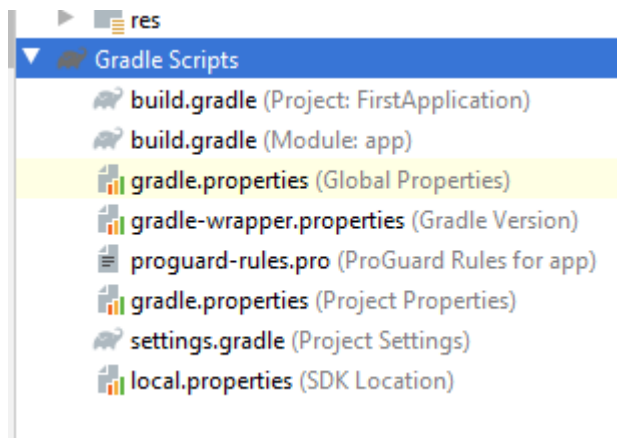 res
Gradle Scripts
build.gradle (Project: FirstApplication)
build.gradle (Module: app)
gradle.properties (Global Properties)
gradle-wrapper.properties (Gradle Version)
proguard-rules.pro (ProGuard Rules for app)
gradle.properties (Project Properties)
settings.gradle (Project Settings)
local.properties (SDK Location)